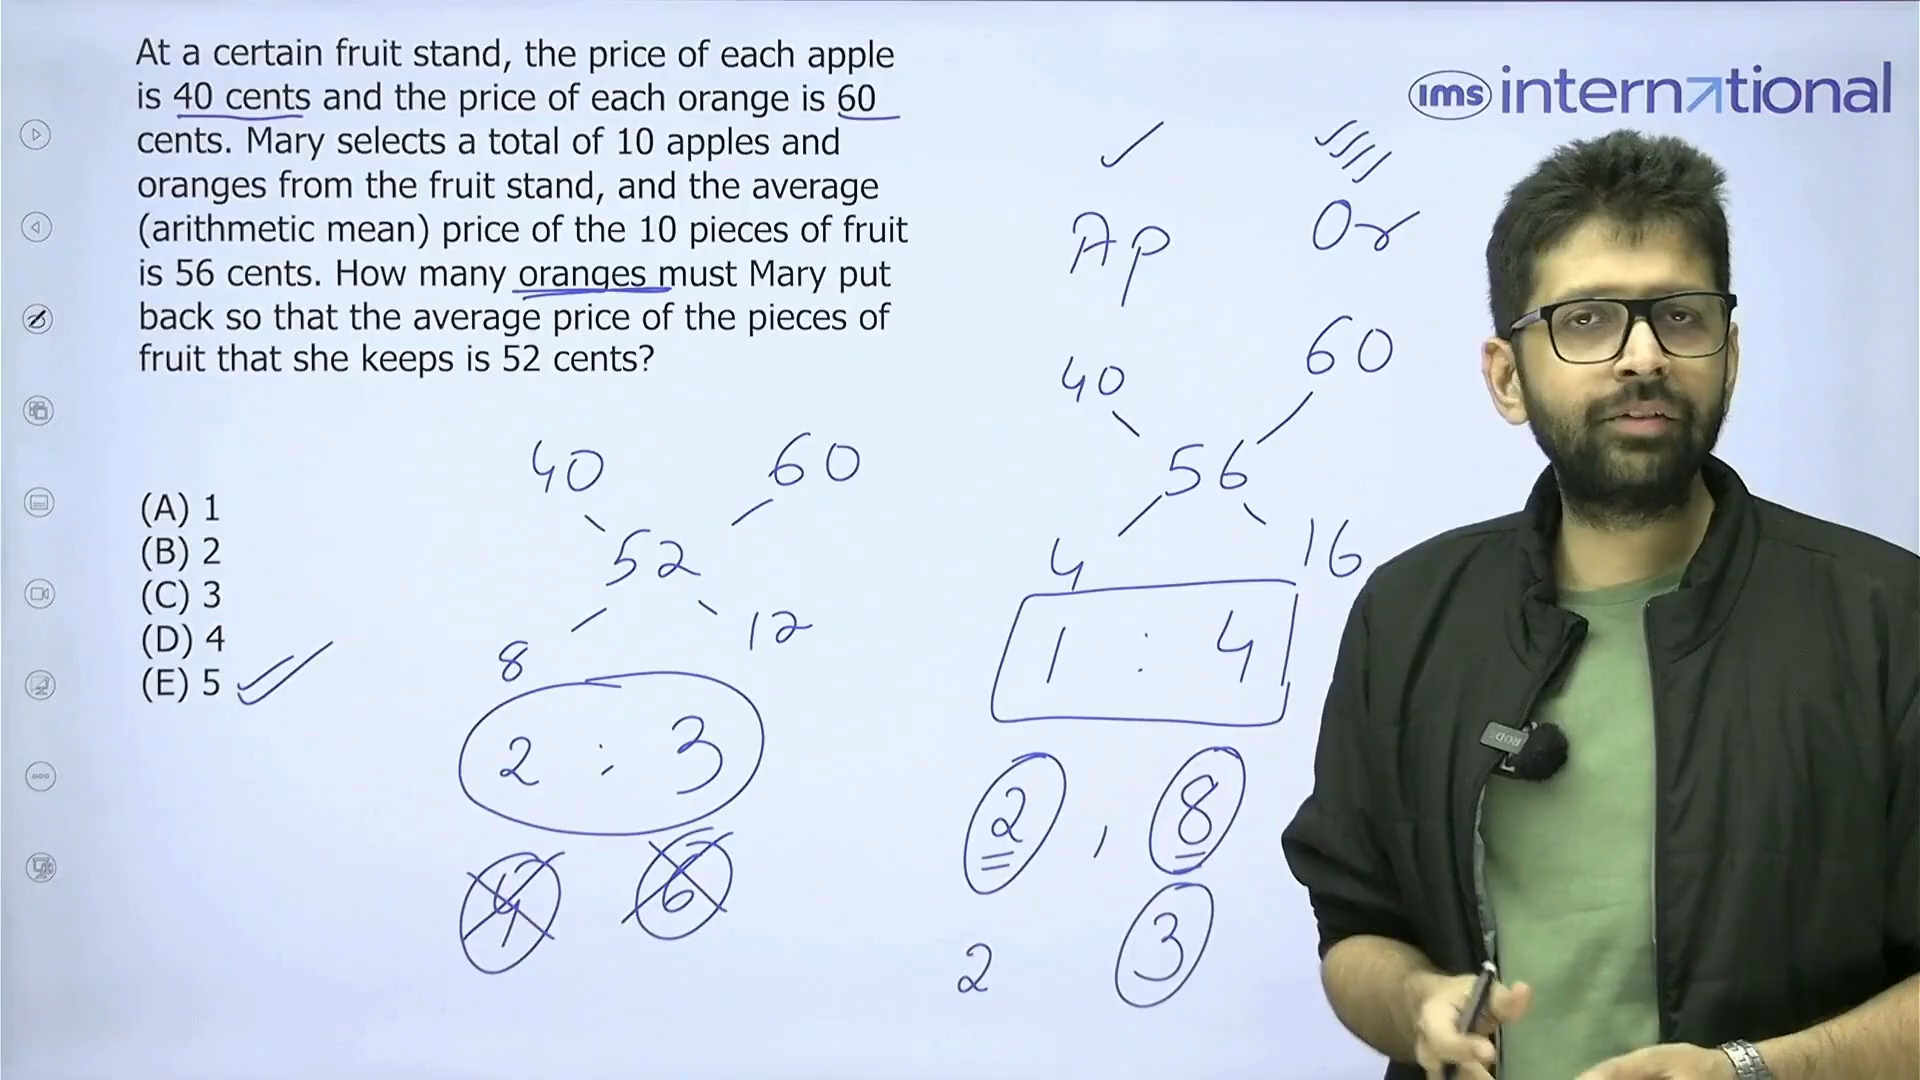 At a certain fruit stand, the price of each apple
is 40 cents and the price of each orange is 60
cents. Mary selects a total of 10 apples and
oranges from the fruit stand, and the average
(arithmetic mean) price of the 10 pieces of fruit
is 56 cents. How many oranges must Mary put
back so that the average price of the pieces of
fruit that she keeps is 52 cents?
(A) 1
(B) 2
(C) 3
(D) 4
(E) 5
40 60
52
8 12
2 : 3
4 6
ims international
Ap Or
40 60
56
4 16
1 : 4
2 , 8
2 3
RODE